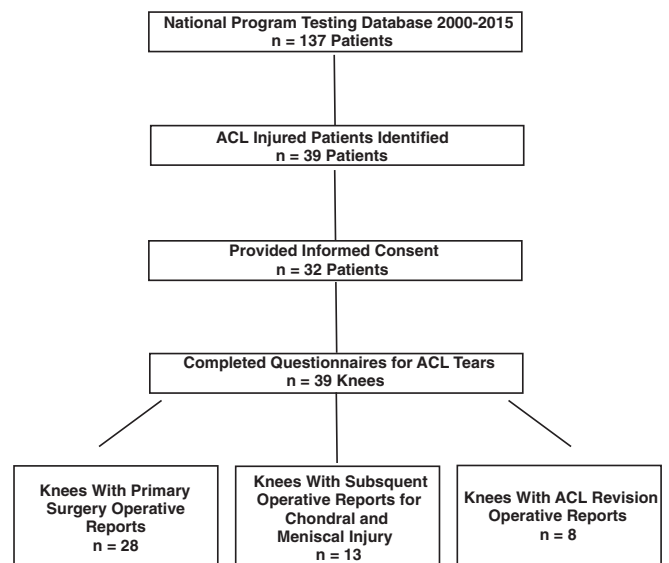 National Program Testing Database 2000-2015
n = 137 Patients
ACL Injured Patients Identified
n = 39 Patients
Provided Informed Consent
n = 32 Patients
Completed Questionnaires for ACL Tears
n = 39 Knees
Knees With Primary
Surgery Operative
Reports
n = 28
Knees With Subsquent
Operative Reports for
Chondral and
Meniscal Injury
n = 13
Knees With ACL Revision
Operative Reports
n = 8